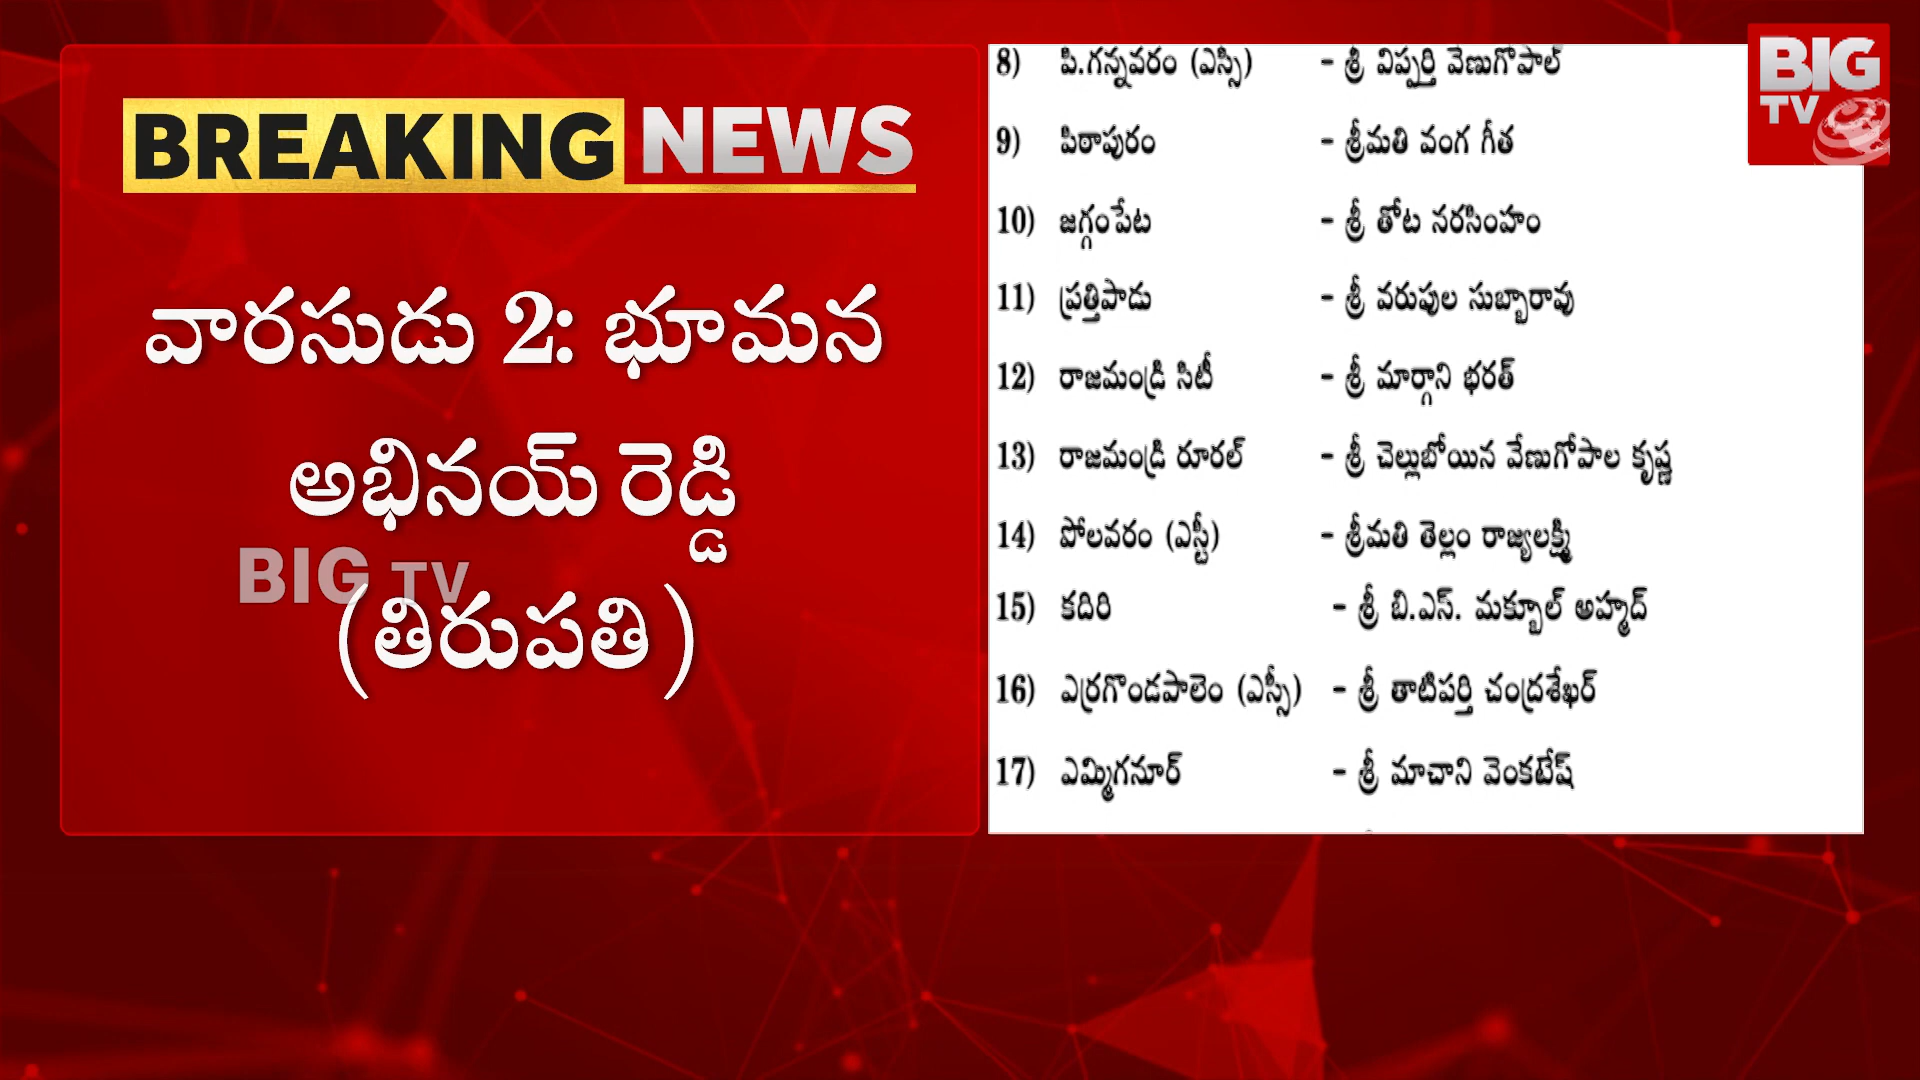 BREAKING NEWS
వారసుడు 2: భూమన
అభినయ్ రెడ్డి
(తిరుపతి)
BIG TV
8) పి.గన్నవరం (ఎస్సి) - శ్రీ విప్పర్తి వేణుగోపాల్
9) పిఠాపురం - శ్రీమతి వంగ గీత
10) జగ్గంపేట - శ్రీ తోట నరసింహం
11) ప్రత్తిపాడు - శ్రీ వరుపుల సుబ్బారావు
12) రాజమండ్రి సిటీ - శ్రీ మార్గాని భరత్
13) రాజమండ్రి రూరల్ - శ్రీ చెల్లుబోయిన వేణుగోపాల కృష్ణ
14) పోలవరం (ఎస్టీ) - శ్రీమతి తెల్లం రాజ్యలక్ష్మి
15) కదిరి - శ్రీ బి.ఎస్. మక్బూల్ అహ్మద్
16) ఎర్రగొండపాలెం (ఎస్సీ) - శ్రీ తాటిపర్తి చంద్రశేఖర్
17) ఎమ్మిగనూర్ - శ్రీ మాచాని వెంకటేష్
BIG
TV